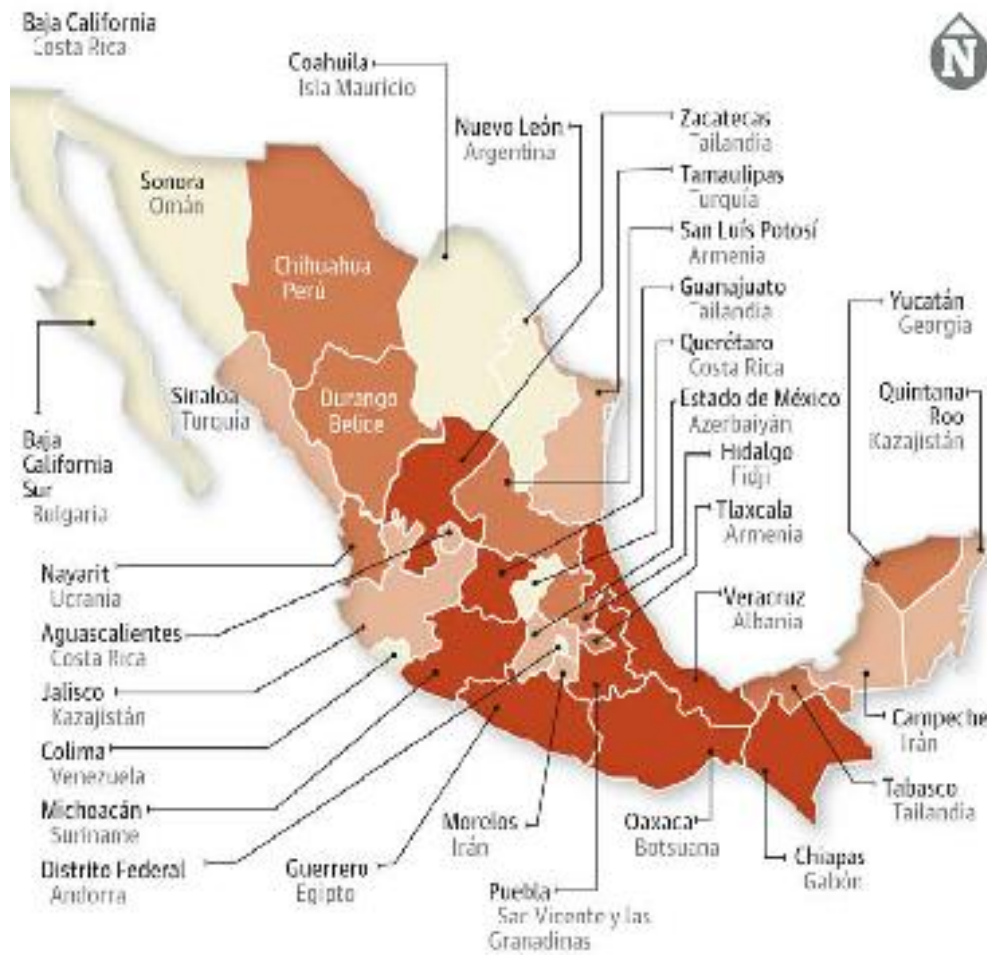 Baja California
Costa Rica
N
Coahuila
Isla Mauricio
Nuevo León
Argentina
Zacatecas
Tailandia
Tamaulipas
Turquía
San Luís Potosí
Armenia
Guanajuato
Tailandia
Querétaro
Costa Rica
Estado de México
Azerbaiyán
Hidalgo
Fidji
Tlaxcala
Armenia
Yucatán
Georgia
Quintana
Roo
Kazajistán
Sonora
Omán
Chihuahua
Perú
Sinaloa
Turquía
Durango
Belice
Baja
California
Sur
Bulgaria
Nayarit
Ucrania
Aguascalientes
Costa Rica
Jalisco
Kazajistán
Colima
Venezuela
Michoacán
Suriname
Distrito Federal
Andorra
Guerrero
Egipto
Morelos
Irán
Puebla
San Vicente y las
Granadinas
Oaxaca
Botsuana
Veracruz
Albania
Campeche
Irán
Tabasco
Tailandia
Chiapas
Gabón